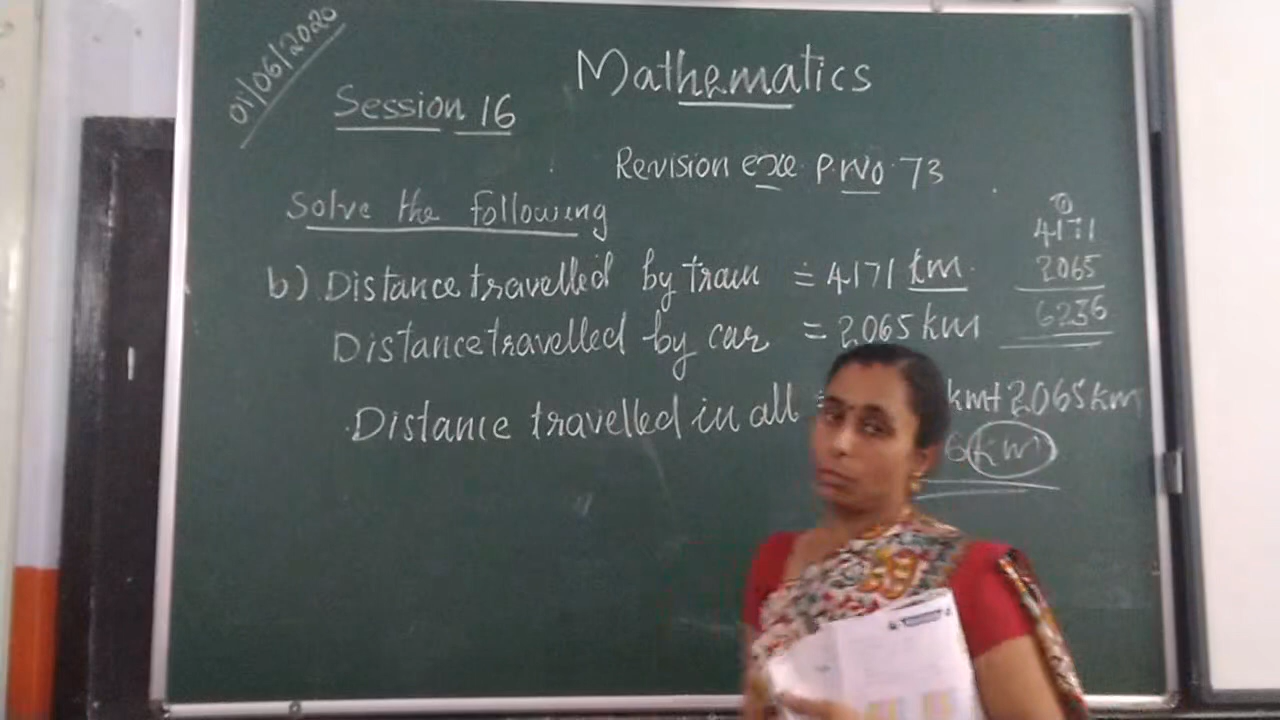 01/06/2020
Mathematics
Session 16
Revision exe. P.No. 73
Solve the following
b) Distance travelled by train = 4171 km.
Distance travelled by car = 2065 km
Distance travelled in all = km + 2065 km
6 km
4171
2065
6236